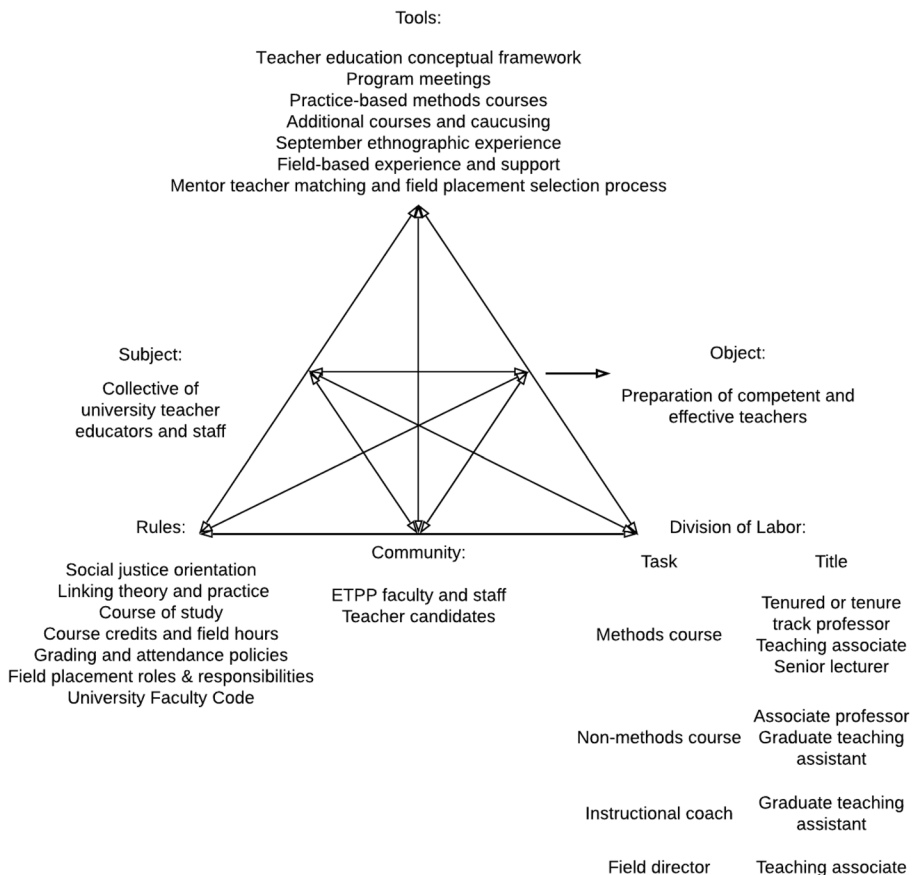 Tools:
Teacher education conceptual framework
Program meetings
Practice-based methods courses
Additional courses and caucusing
September ethnographic experience
Field-based experience and support
Mentor teacher matching and field placement selection process
Subject:
Collective of
university teacher
educators and staff
Object:
Preparation of competent and
effective teachers
Rules:
Social justice orientation
Linking theory and practice
Course of study
Course credits and field hours
Grading and attendance policies
Field placement roles & responsibilities
University Faculty Code
Community:
ETPP faculty and staff
Teacher candidates
Division of Labor:
Task Title
Methods course
Tenured or tenure
track professor
Teaching associate
Senior lecturer
Non-methods course
Associate professor
Graduate teaching
assistant
Instructional coach
Graduate teaching
assistant
Field director Teaching associate